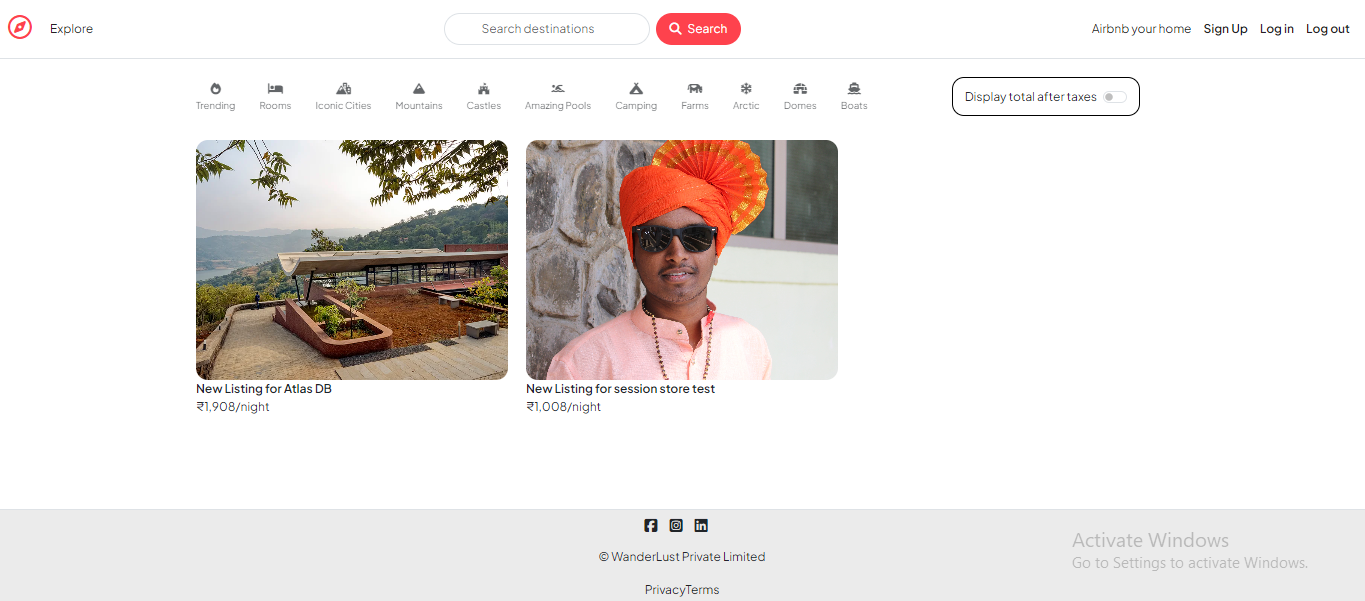 Explore
Search destinations
Search
Airbnb your home Sign Up Log in Log out
Trending Rooms Iconic Cities Mountains Castles Amazing Pools Camping Farms Arctic Domes Boats
Display total after taxes
New Listing for Atlas DB
₹1,908/night
New Listing for session store test
₹1,008/night
© WanderLust Private Limited
PrivacyTerms
Activate Windows
Go to Settings to activate Windows.